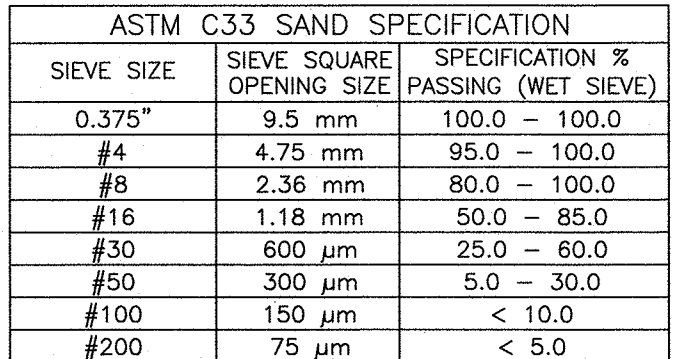 ASTM C33 SAND SPECIFICATION
SIEVE SIZE SIEVE SQUARE OPENING SIZE SPECIFICATION % PASSING (WET SIEVE)
0.375" 9.5 mm 100.0 – 100.0
#4 4.75 mm 95.0 – 100.0
#8 2.36 mm 80.0 – 100.0
#16 1.18 mm 50.0 – 85.0
#30 600 µm 25.0 – 60.0
#50 300 µm 5.0 – 30.0
#100 150 µm < 10.0
#200 75 µm < 5.0